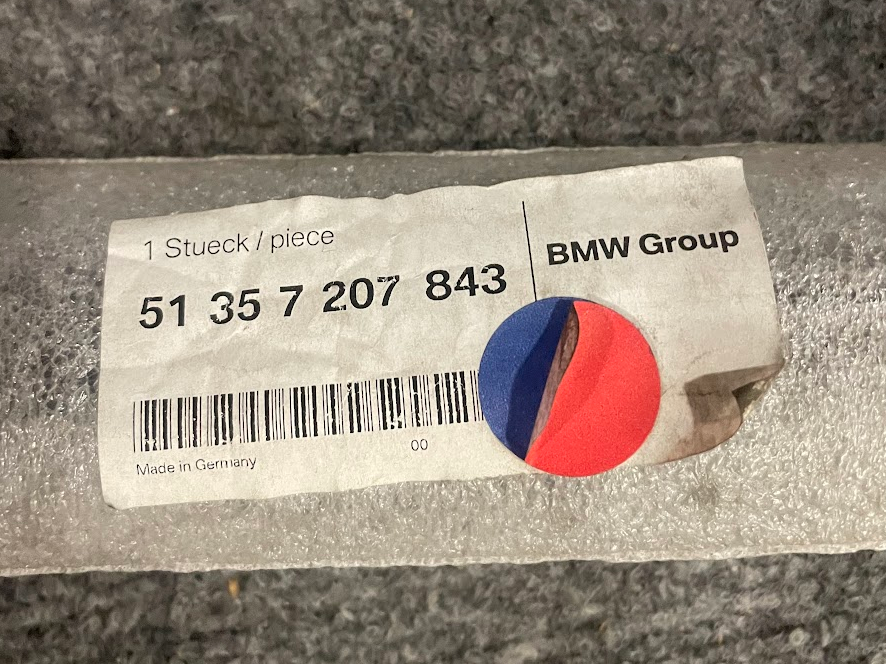 1 Stueck / piece
BMW Group
51 35 7 207 843
00
Made in Germany